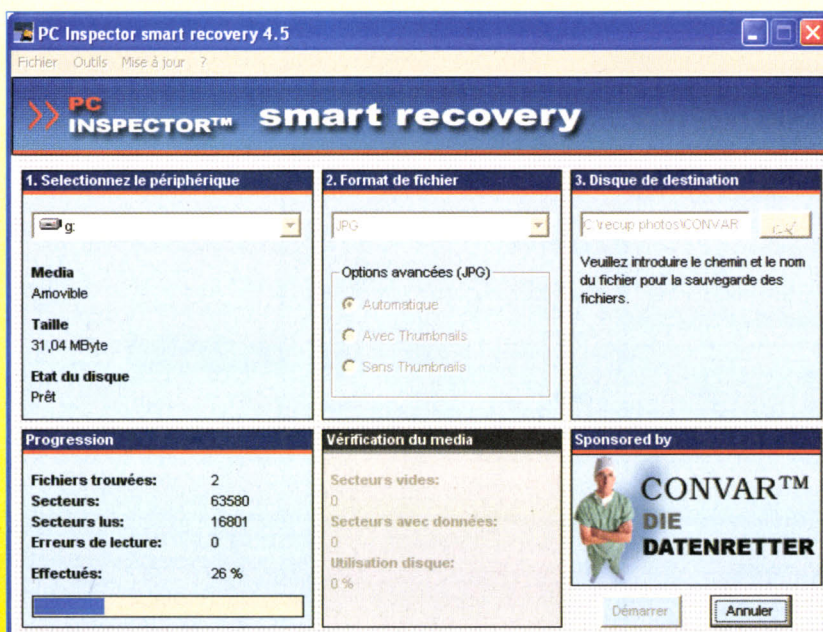 PC Inspector smart recovery 4.5
Fichier Outils Mise à jour ?
PC
INSPECTOR™ smart recovery
1. Selectionnez le périphérique
g:
Media
Amovible
Taille
31,04 MByte
Etat du disque
Prêt
2. Format de fichier
JPG
Options avancées (JPG)
Automatique
Avec Thumbnails
Sans Thumbnails
3. Disque de destination
C:\recup photos\CONVAR
Veuillez introduire le chemin et le nom
du fichier pour la sauvegarde des
fichiers.
Progression
Fichiers trouvées: 2
Secteurs: 63580
Secteurs lus: 16801
Erreurs de lecture: 0
Effectués: 26 %
Vérification du media
Secteurs vides:
0
Secteurs avec données:
0
Utilisation disque:
0 %
Sponsored by
CONVAR™
DIE
DATENRETTER
Démarrer Annuler